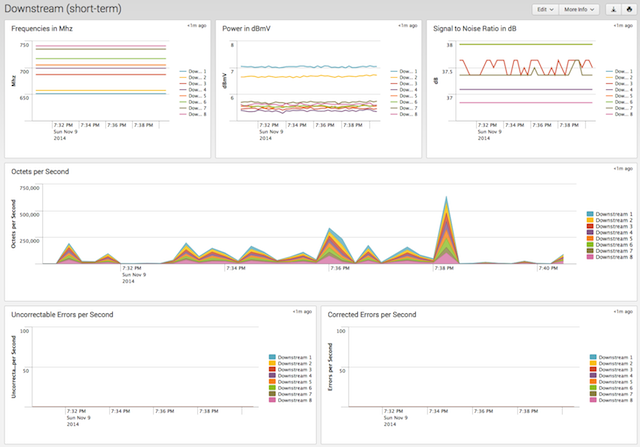 Downstream (short-term)
Edit
More Info
Frequencies in Mhz
<1m ago
750
700
650
Mhz
7:32 PM
7:34 PM
7:36 PM
7:38 PM
Sun Nov 9
2014
Dow... 1
Dow... 2
Dow... 3
Dow... 4
Dow... 5
Dow... 6
Dow... 7
Dow... 8
Power in dBmV
<1m ago
8
7
6
dBmV
7:32 PM
7:34 PM
7:36 PM
7:38 PM
Sun Nov 9
2014
Dow... 1
Dow... 2
Dow... 3
Dow... 4
Dow... 5
Dow... 6
Dow... 7
Dow... 8
Signal to Noise Ratio in dB
<1m ago
38
37.5
37
dB
7:32 PM
7:34 PM
7:36 PM
7:38 PM
Sun Nov 9
2014
Dow... 1
Dow... 2
Dow... 3
Dow... 4
Dow... 5
Dow... 6
Dow... 7
Dow... 8
Octets per Second
<1m ago
750,000
500,000
250,000
Octets per Second
7:32 PM
7:34 PM
7:36 PM
7:38 PM
7:40 PM
Sun Nov 9
2014
Downstream 1
Downstream 2
Downstream 3
Downstream 4
Downstream 5
Downstream 6
Downstream 7
Downstream 8
Uncorrectable Errors per Second
<1m ago
100
50
Uncorrecta...per Second
7:32 PM
7:34 PM
7:36 PM
7:38 PM
Sun Nov 9
2014
Downstream 1
Downstream 2
Downstream 3
Downstream 4
Downstream 5
Downstream 6
Downstream 7
Downstream 8
Corrected Errors per Second
<1m ago
100
50
Errors per Second
7:32 PM
7:34 PM
7:36 PM
7:38 PM
Sun Nov 9
2014
Downstream 1
Downstream 2
Downstream 3
Downstream 4
Downstream 5
Downstream 6
Downstream 7
Downstream 8